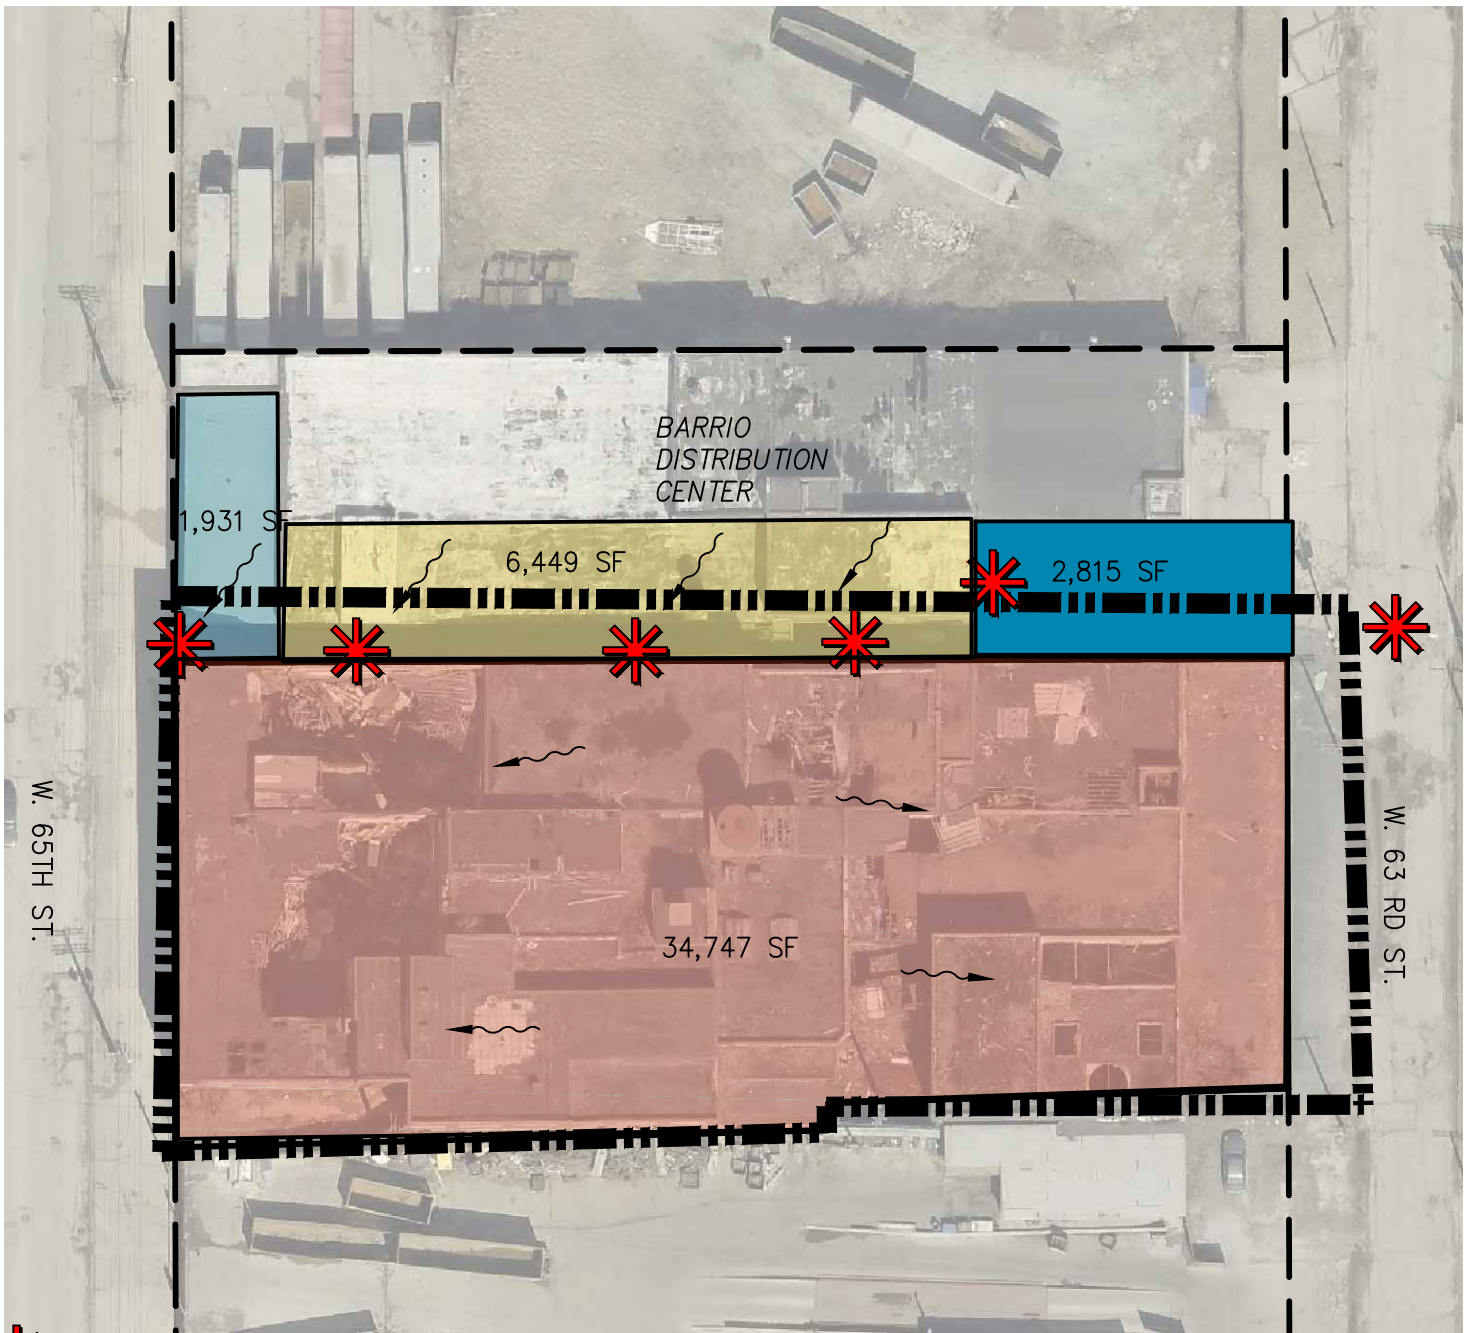 BARRIO
DISTRIBUTION
CENTER
1,931 SF
6,449 SF
2,815 SF
W. 65TH ST.
W. 63 RD ST.
34,747 SF